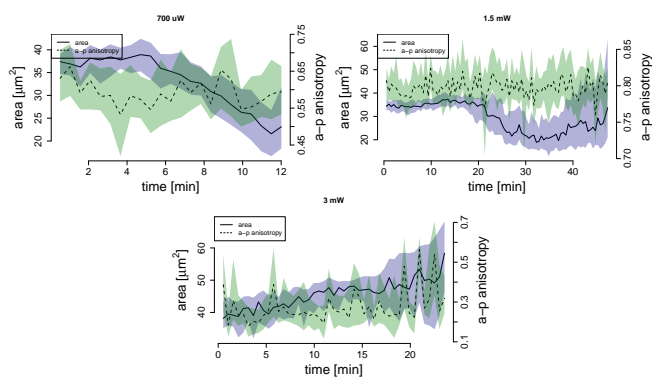 700 uW
area
a−p anisotropy
area [μm²]
20 25 30 35 40
a−p anisotropy
0.45 0.55 0.65 0.75
2 4 6 8 10 12
time [min]
1.5 mW
area
a−p anisotropy
area [μm²]
20 30 40 50 60
a−p anisotropy
0.70 0.75 0.80 0.85
0 10 20 30 40
time [min]
3 mW
area
a−p anisotropy
area [μm²]
40 50 60
a−p anisotropy
0.1 0.3 0.5 0.7
0 5 10 15 20
time [min]